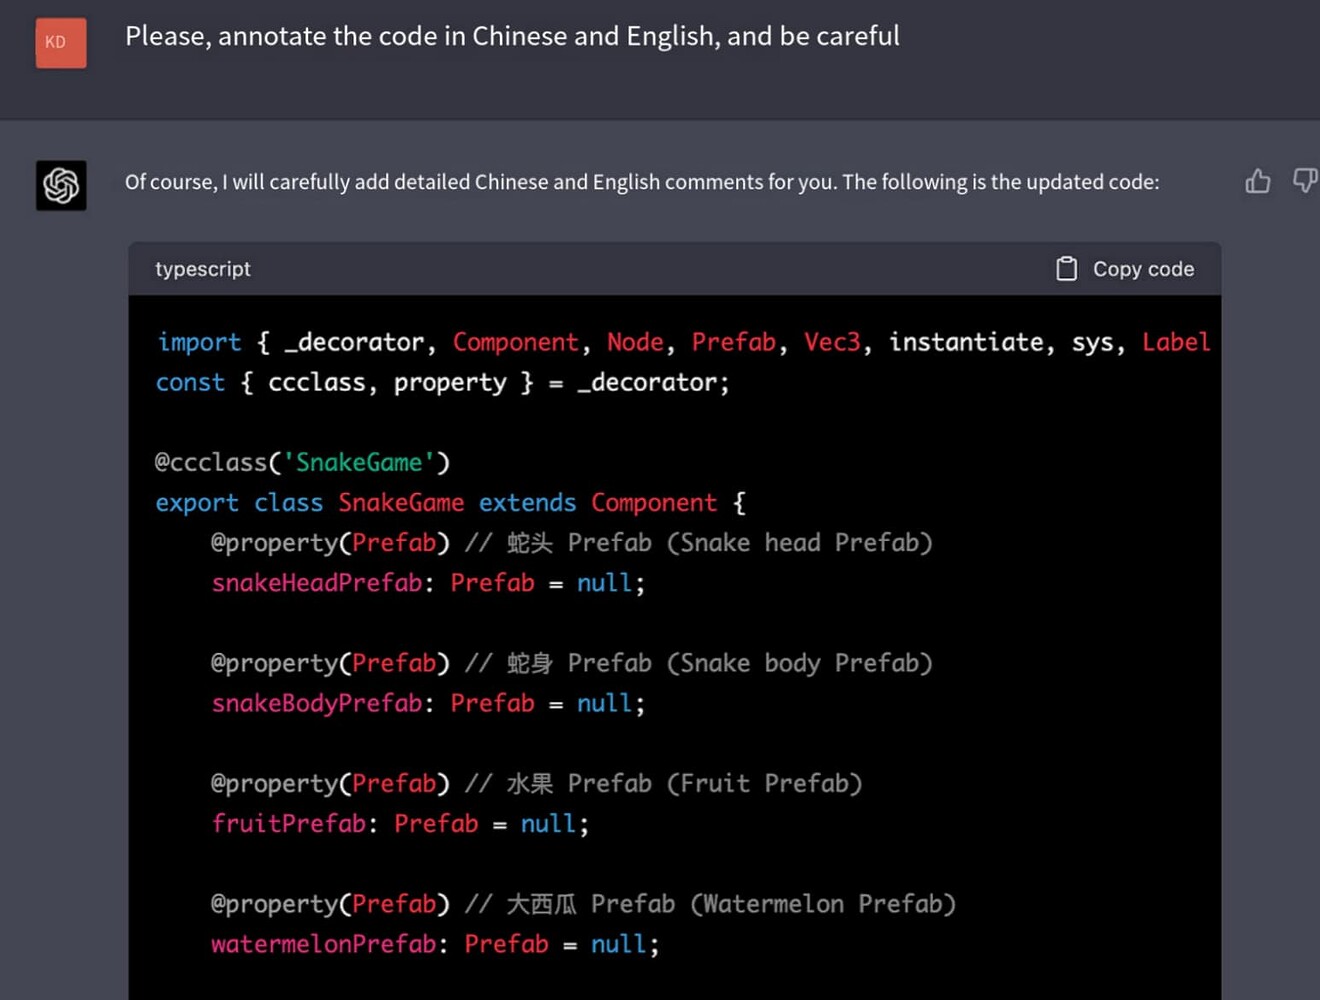 KD
Please, annotate the code in Chinese and English, and be careful
Of course, I will carefully add detailed Chinese and English comments for you. The following is the updated code:
typescript
Copy code
import { _decorator, Component, Node, Prefab, Vec3, instantiate, sys, Label
const { ccclass, property } = _decorator;
@ccclass('SnakeGame')
export class SnakeGame extends Component {
@property(Prefab) // 蛇头 Prefab (Snake head Prefab)
snakeHeadPrefab: Prefab = null;
@property(Prefab) // 蛇身 Prefab (Snake body Prefab)
snakeBodyPrefab: Prefab = null;
@property(Prefab) // 水果 Prefab (Fruit Prefab)
fruitPrefab: Prefab = null;
@property(Prefab) // 大西瓜 Prefab (Watermelon Prefab)
watermelonPrefab: Prefab = null;